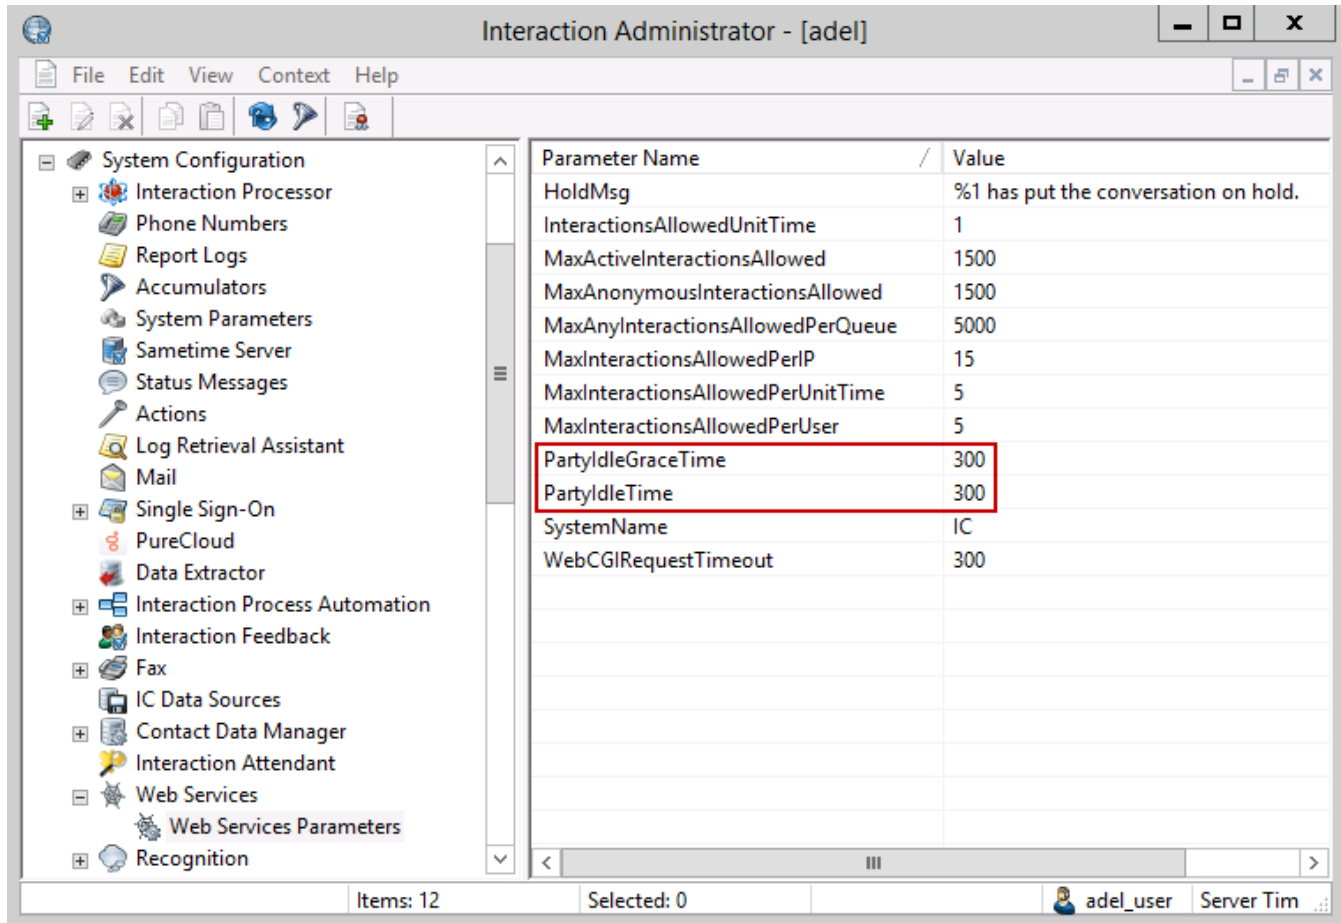 Interaction Administrator - [adel]
File Edit View Context Help
System Configuration
Interaction Processor
Phone Numbers
Report Logs
Accumulators
System Parameters
Sametime Server
Status Messages
Actions
Log Retrieval Assistant
Mail
Single Sign-On
PureCloud
Data Extractor
Interaction Process Automation
Interaction Feedback
Fax
IC Data Sources
Contact Data Manager
Interaction Attendant
Web Services
Web Services Parameters
Recognition
Parameter Name Value
HoldMsg %1 has put the conversation on hold.
InteractionsAllowedUnitTime 1
MaxActiveInteractionsAllowed 1500
MaxAnonymousInteractionsAllowed 1500
MaxAnyInteractionsAllowedPerQueue 5000
MaxInteractionsAllowedPerIP 15
MaxInteractionsAllowedPerUnitTime 5
MaxInteractionsAllowedPerUser 5
PartyIdleGraceTime 300
PartyIdleTime 300
SystemName IC
WebCGIRequestTimeout 300
Items: 12 Selected: 0 adel_user Server Tim